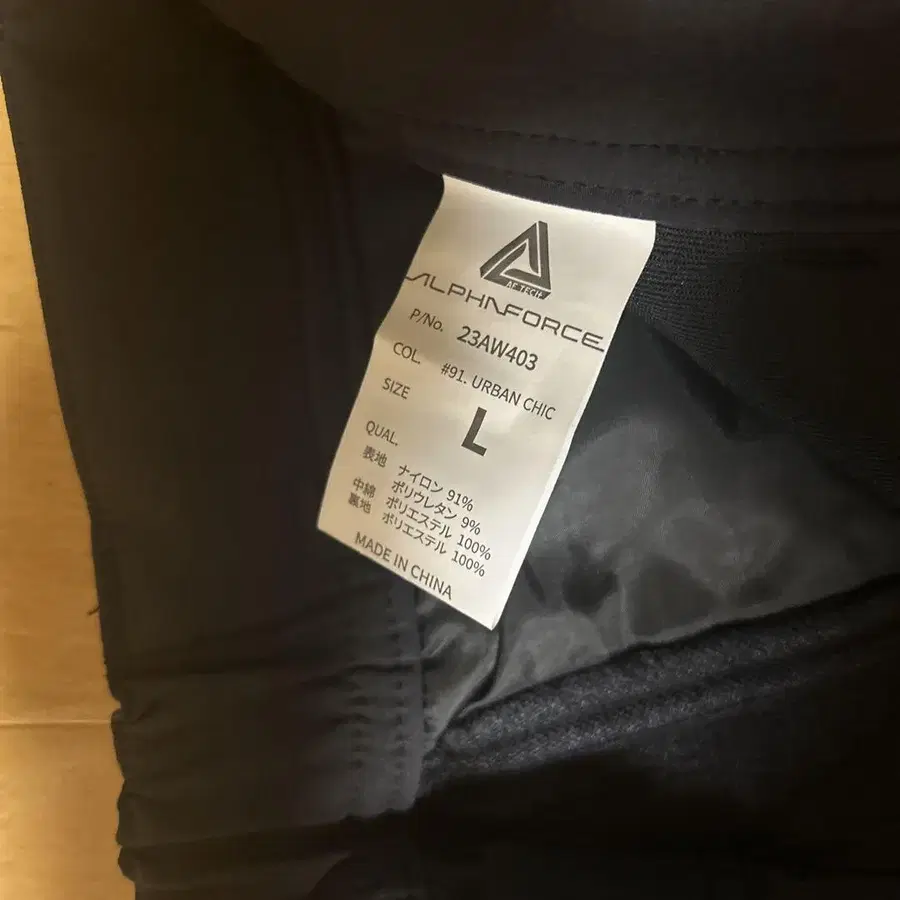 AF TECH
ALPHAFORCE
P/No. 23AW403
COL. #91. URBAN CHIC
SIZE L
QUAL.
表地 ナイロン 91%
ポリウレタン 9%
中綿 ポリエステル 100%
裏地 ポリエステル 100%
MADE IN CHINA